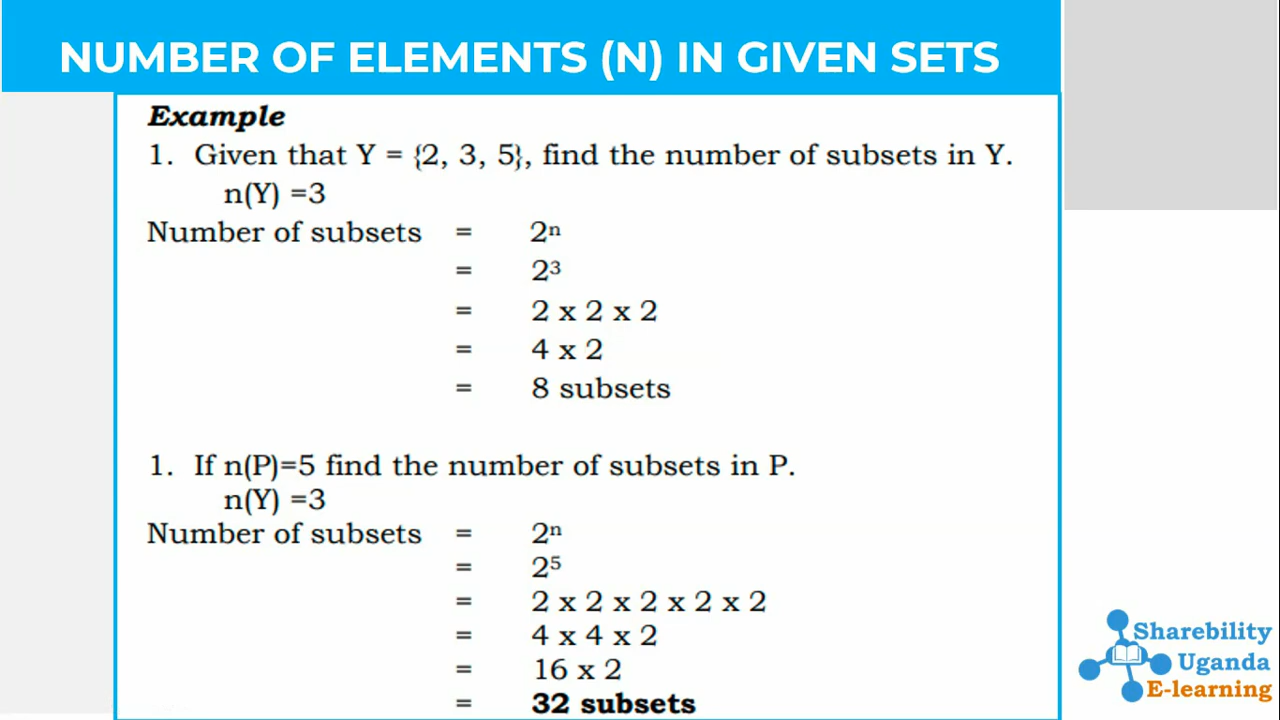 NUMBER OF ELEMENTS (N) IN GIVEN SETS
Example
1. Given that Y = {2, 3, 5}, find the number of subsets in Y.
n(Y) =3
Number of subsets = 2ⁿ
= 2³
= 2 x 2 x 2
= 4 x 2
= 8 subsets
1. If n(P)=5 find the number of subsets in P.
n(Y) =3
Number of subsets = 2ⁿ
= 2⁵
= 2 x 2 x 2 x 2 x 2
= 4 x 4 x 2
= 16 x 2
= 32 subsets
Sharebility
Uganda
E-learning